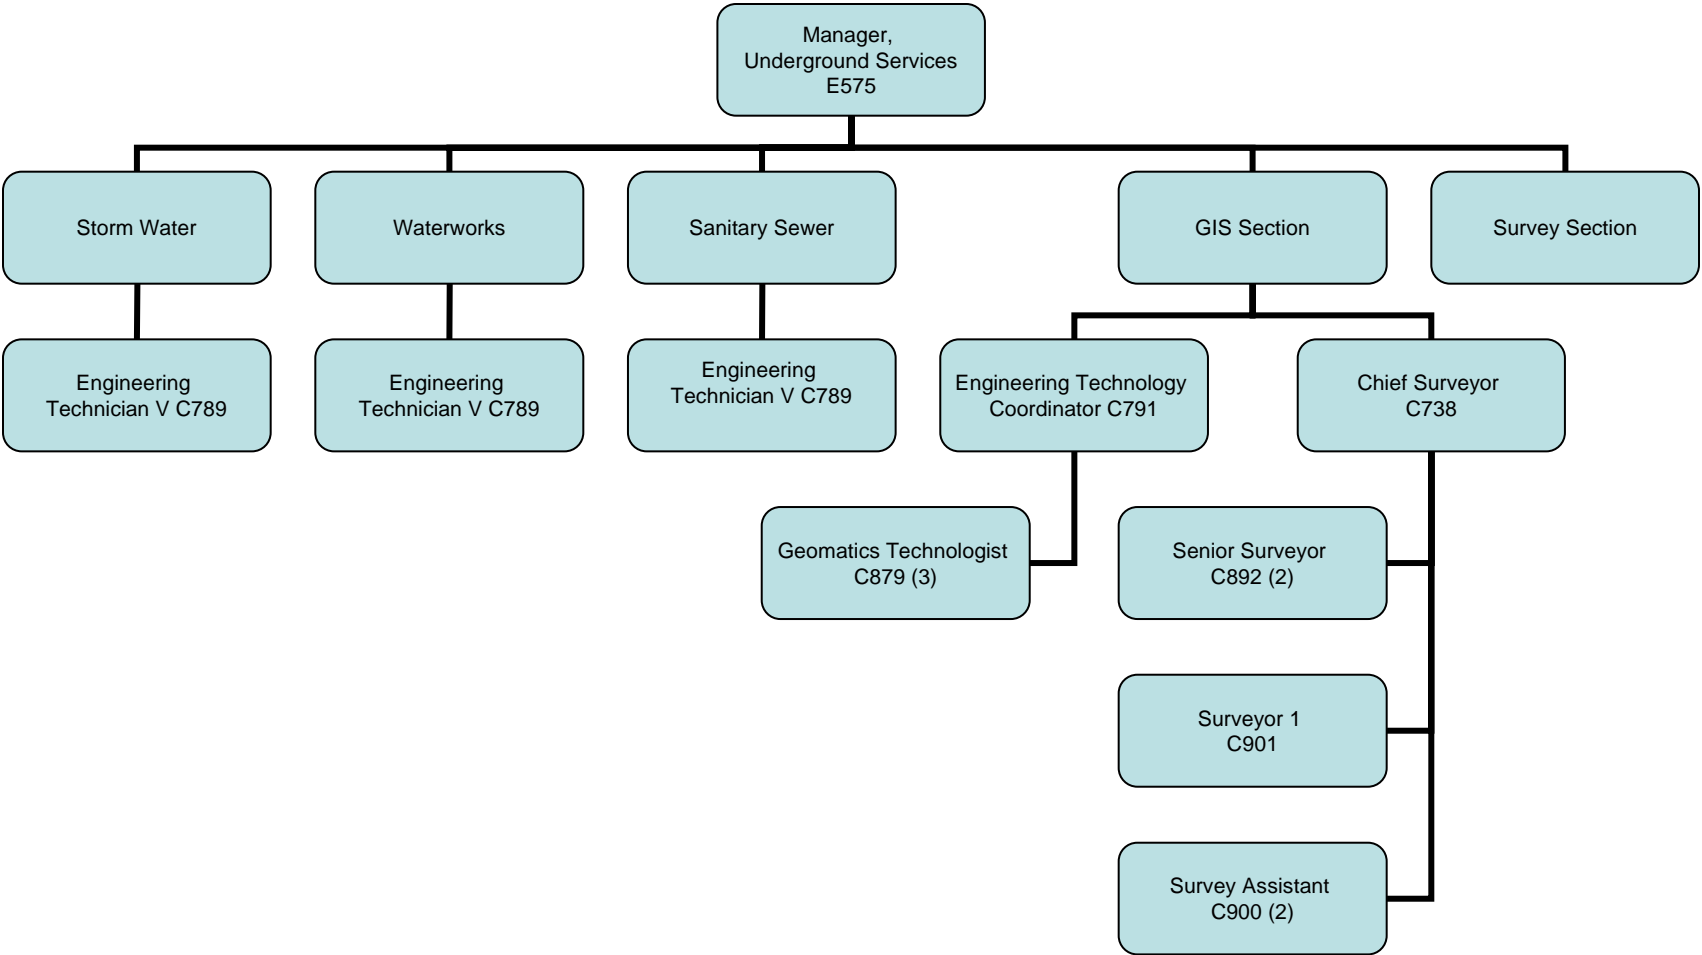 Manager,
Underground Services
E575
Storm Water
Waterworks
Sanitary Sewer
GIS Section
Survey Section
Engineering
Technician V C789
Engineering
Technician V C789
Engineering
Technician V C789
Engineering Technology
Coordinator C791
Chief Surveyor
C738
Geomatics Technologist
C879 (3)
Senior Surveyor
C892 (2)
Surveyor 1
C901
Survey Assistant
C900 (2)